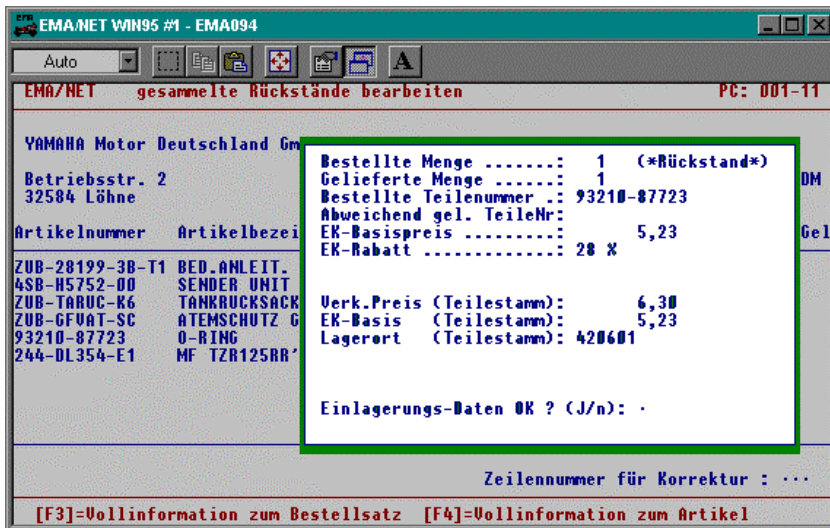 EMA/NET WIN95 #1 - EMA094
Auto
A
EMA/NET gesammelte Rückstände bearbeiten PC: 001-11
YAMAHA Motor Deutschland Gm
Betriebsstr. 2
32584 Löhne
DM
Artikelnummer Artikelbezei
Gel
ZUB-28199-3B-T1 BED.ANLEIT.
4SB-H5752-00 SENDER UNIT
ZUB-TARUC-K6 TANKRUCKSACK
ZUB-GFVAT-SC ATEMSCHUTZ G
93210-87723 O-RING
244-DL354-E1 MF TZR125RR'
Bestellte Menge .......: 1 (*Rückstand*)
Gelieferte Menge ......: 1
Bestellte Teilenummer .: 93210-87723
Abweichend gel. TeileNr:
EK-Basispreis .........: 5,23
EK-Rabatt .............: 28 %
Verk.Preis (Teilestamm): 6,30
EK-Basis (Teilestamm): 5,23
Lagerort (Teilestamm): 420601
Einlagerungs-Daten OK ? (J/n): ·
Zeilennummer für Korrektur : ···
[F3]=Vollinformation zum Bestellsatz [F4]=Vollinformation zum Artikel